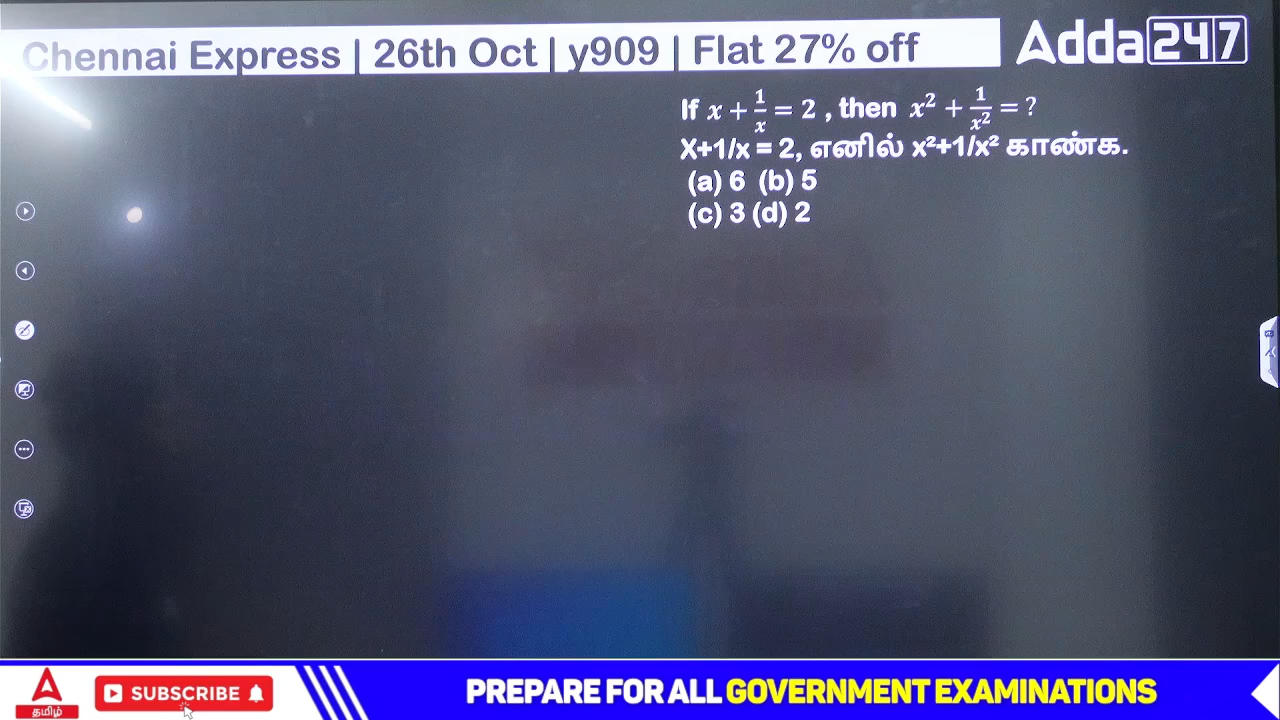 Chennai Express | 26th Oct | y909 | Flat 27% off
Adda247
If x + 1/x = 2 , then x² + 1/x² = ?
X+1/x = 2, எனில் x²+1/x² காண்க.
(a) 6 (b) 5
(c) 3 (d) 2
தமிழ்
SUBSCRIBE
PREPARE FOR ALL GOVERNMENT EXAMINATIONS